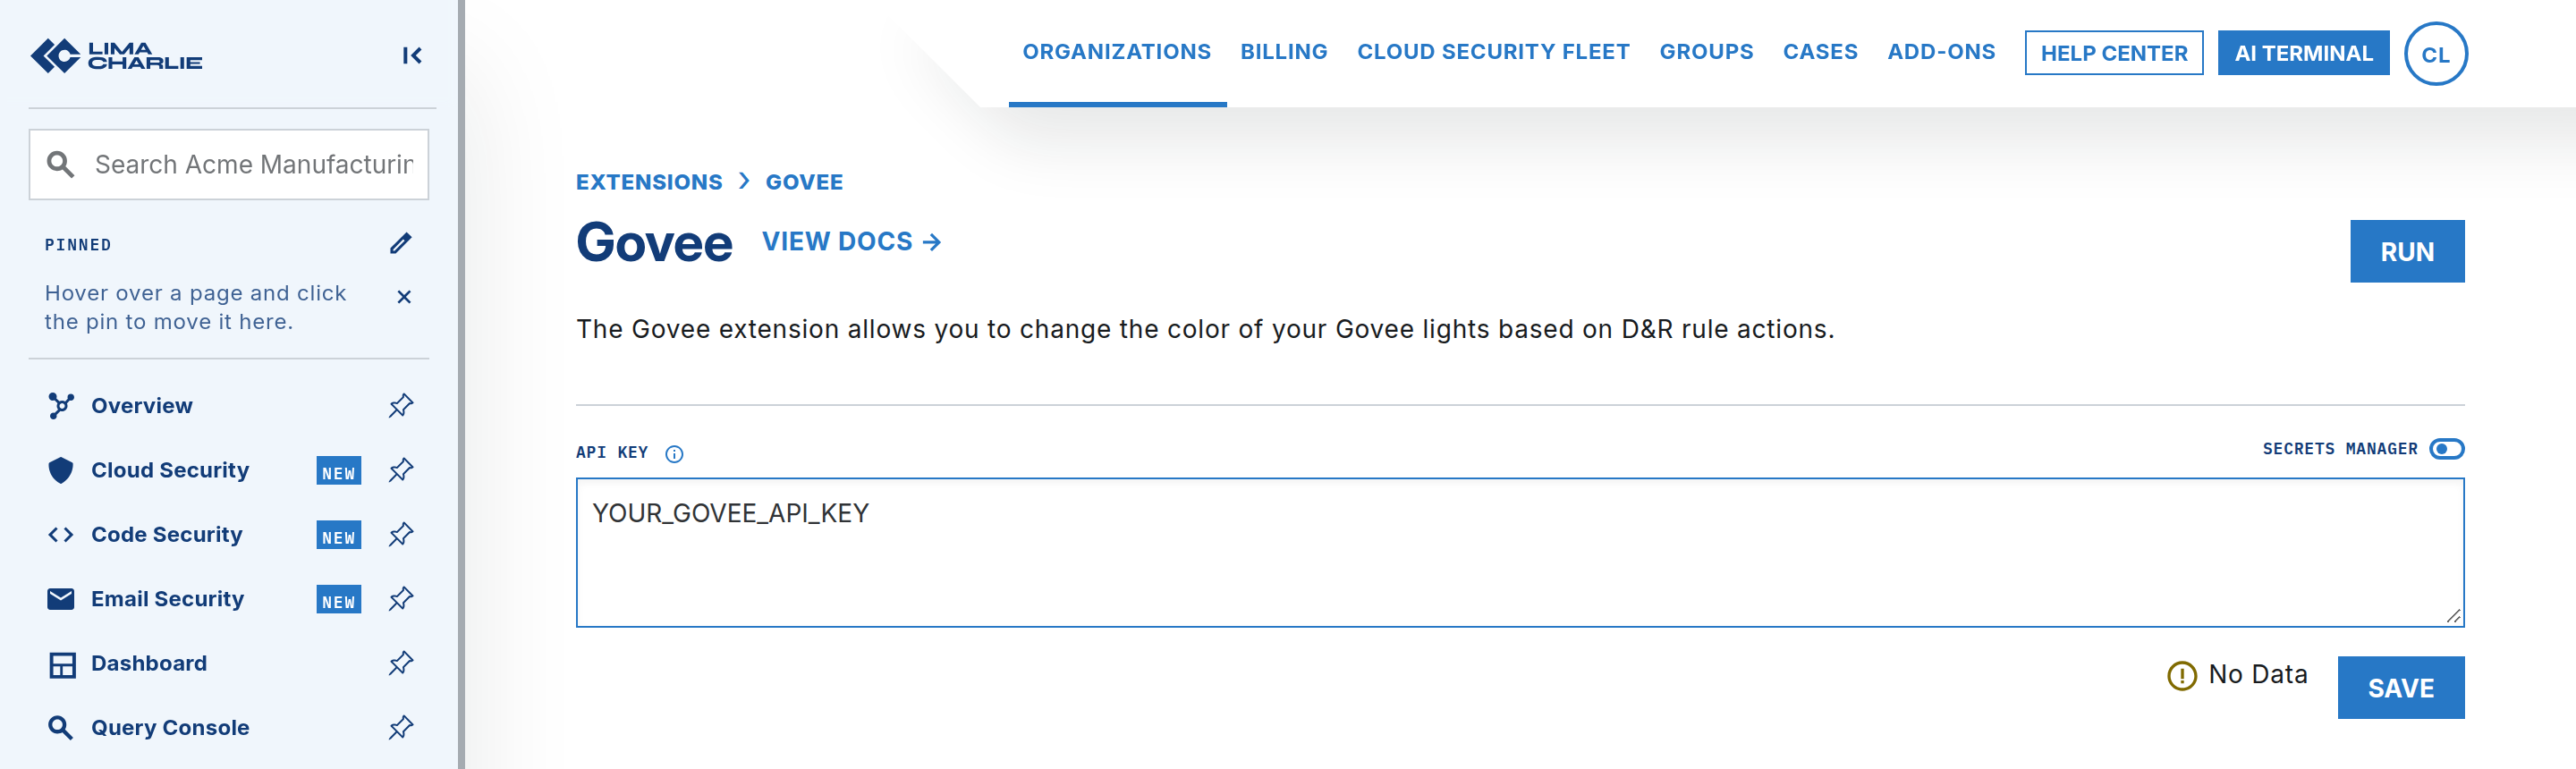 LIMA
CHARLIE
Search Acme Manufacturin
PINNED
Hover over a page and click
the pin to move it here.
Overview
Cloud Security NEW
Code Security NEW
Email Security NEW
Dashboard
Query Console
ORGANIZATIONS BILLING CLOUD SECURITY FLEET GROUPS CASES ADD-ONS HELP CENTER AI TERMINAL CL
EXTENSIONS > GOVEE
Govee VIEW DOCS → RUN
The Govee extension allows you to change the color of your Govee lights based on D&R rule actions.
API KEY SECRETS MANAGER
YOUR_GOVEE_API_KEY
No Data SAVE